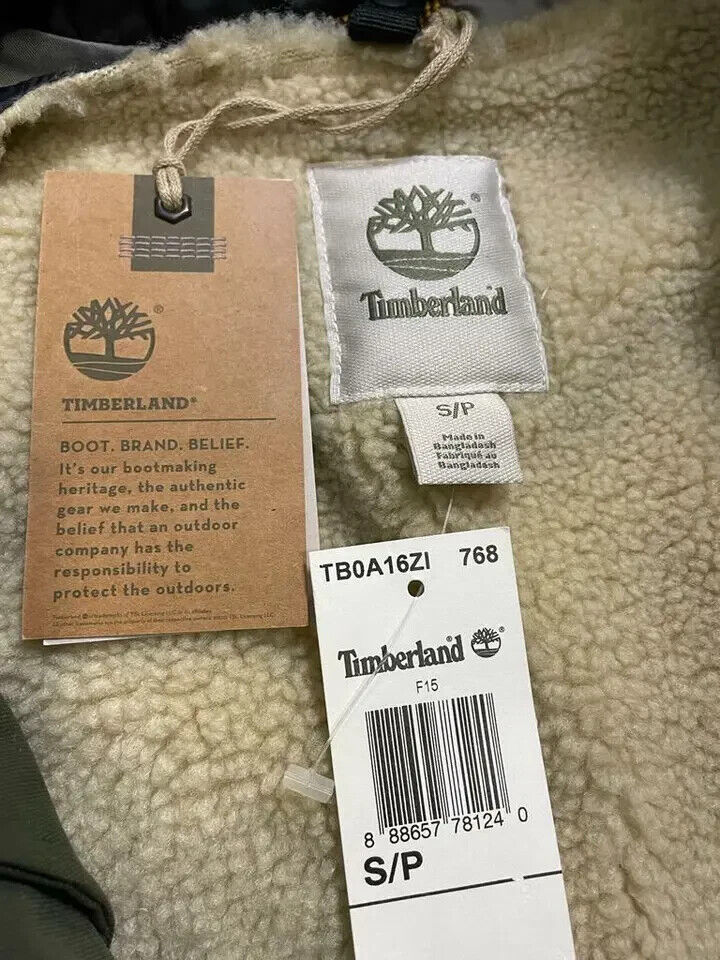 TIMBERLAND®
BOOT. BRAND. BELIEF.
It's our bootmaking
heritage, the authentic
gear we make, and the
belief that an outdoor
company has the
responsibility to
protect the outdoors.
®
Timberland
S/P
Made in
Bangladesh
Fabriqué au
Bangladesh
TB0A16ZI 768
Timberland®
F15
8 88657 78124 0
S/P